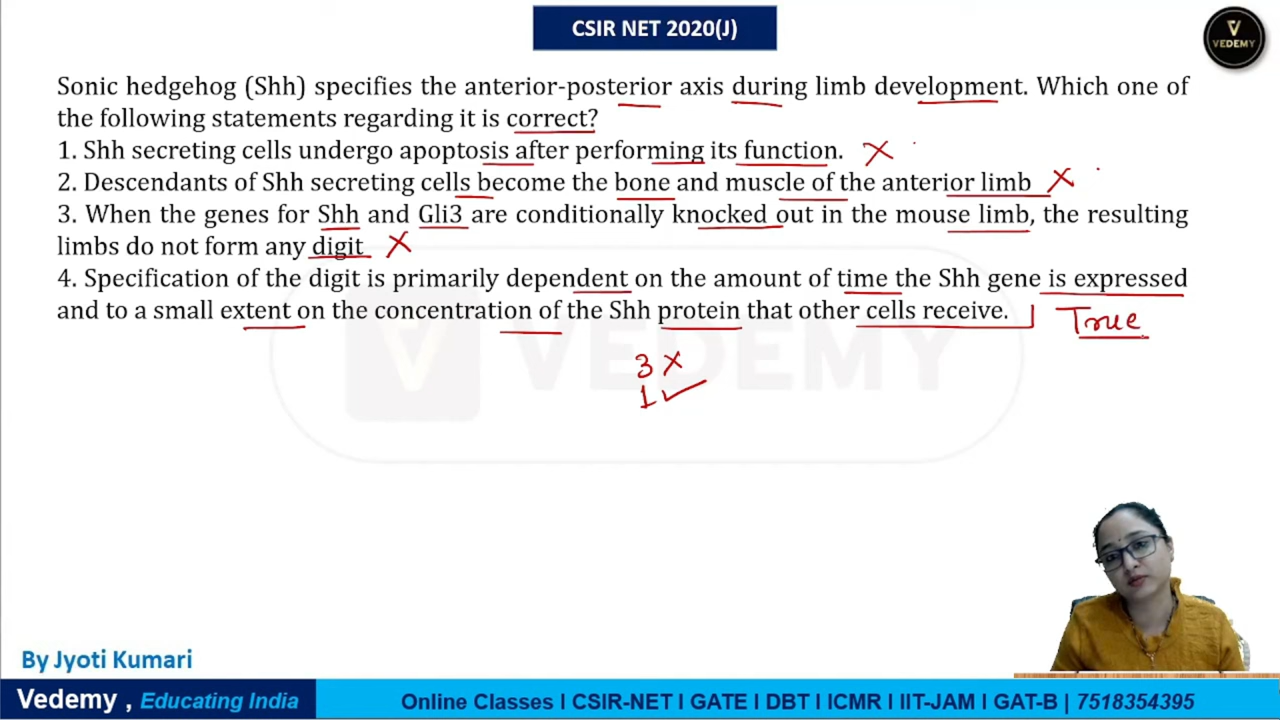 CSIR NET 2020(J)
VEDEMY
Sonic hedgehog (Shh) specifies the anterior-posterior axis during limb development. Which one of
the following statements regarding it is correct?
1. Shh secreting cells undergo apoptosis after performing its function. X
2. Descendants of Shh secreting cells become the bone and muscle of the anterior limb X
3. When the genes for Shh and Gli3 are conditionally knocked out in the mouse limb, the resulting
limbs do not form any digit X
4. Specification of the digit is primarily dependent on the amount of time the Shh gene is expressed
and to a small extent on the concentration of the Shh protein that other cells receive. True
VEDEMY
3 X
1 ✓
By Jyoti Kumari
Vedemy , Educating India
Online Classes I CSIR-NET I GATE I DBT I ICMR I IIT-JAM I GAT-B | 7518354395